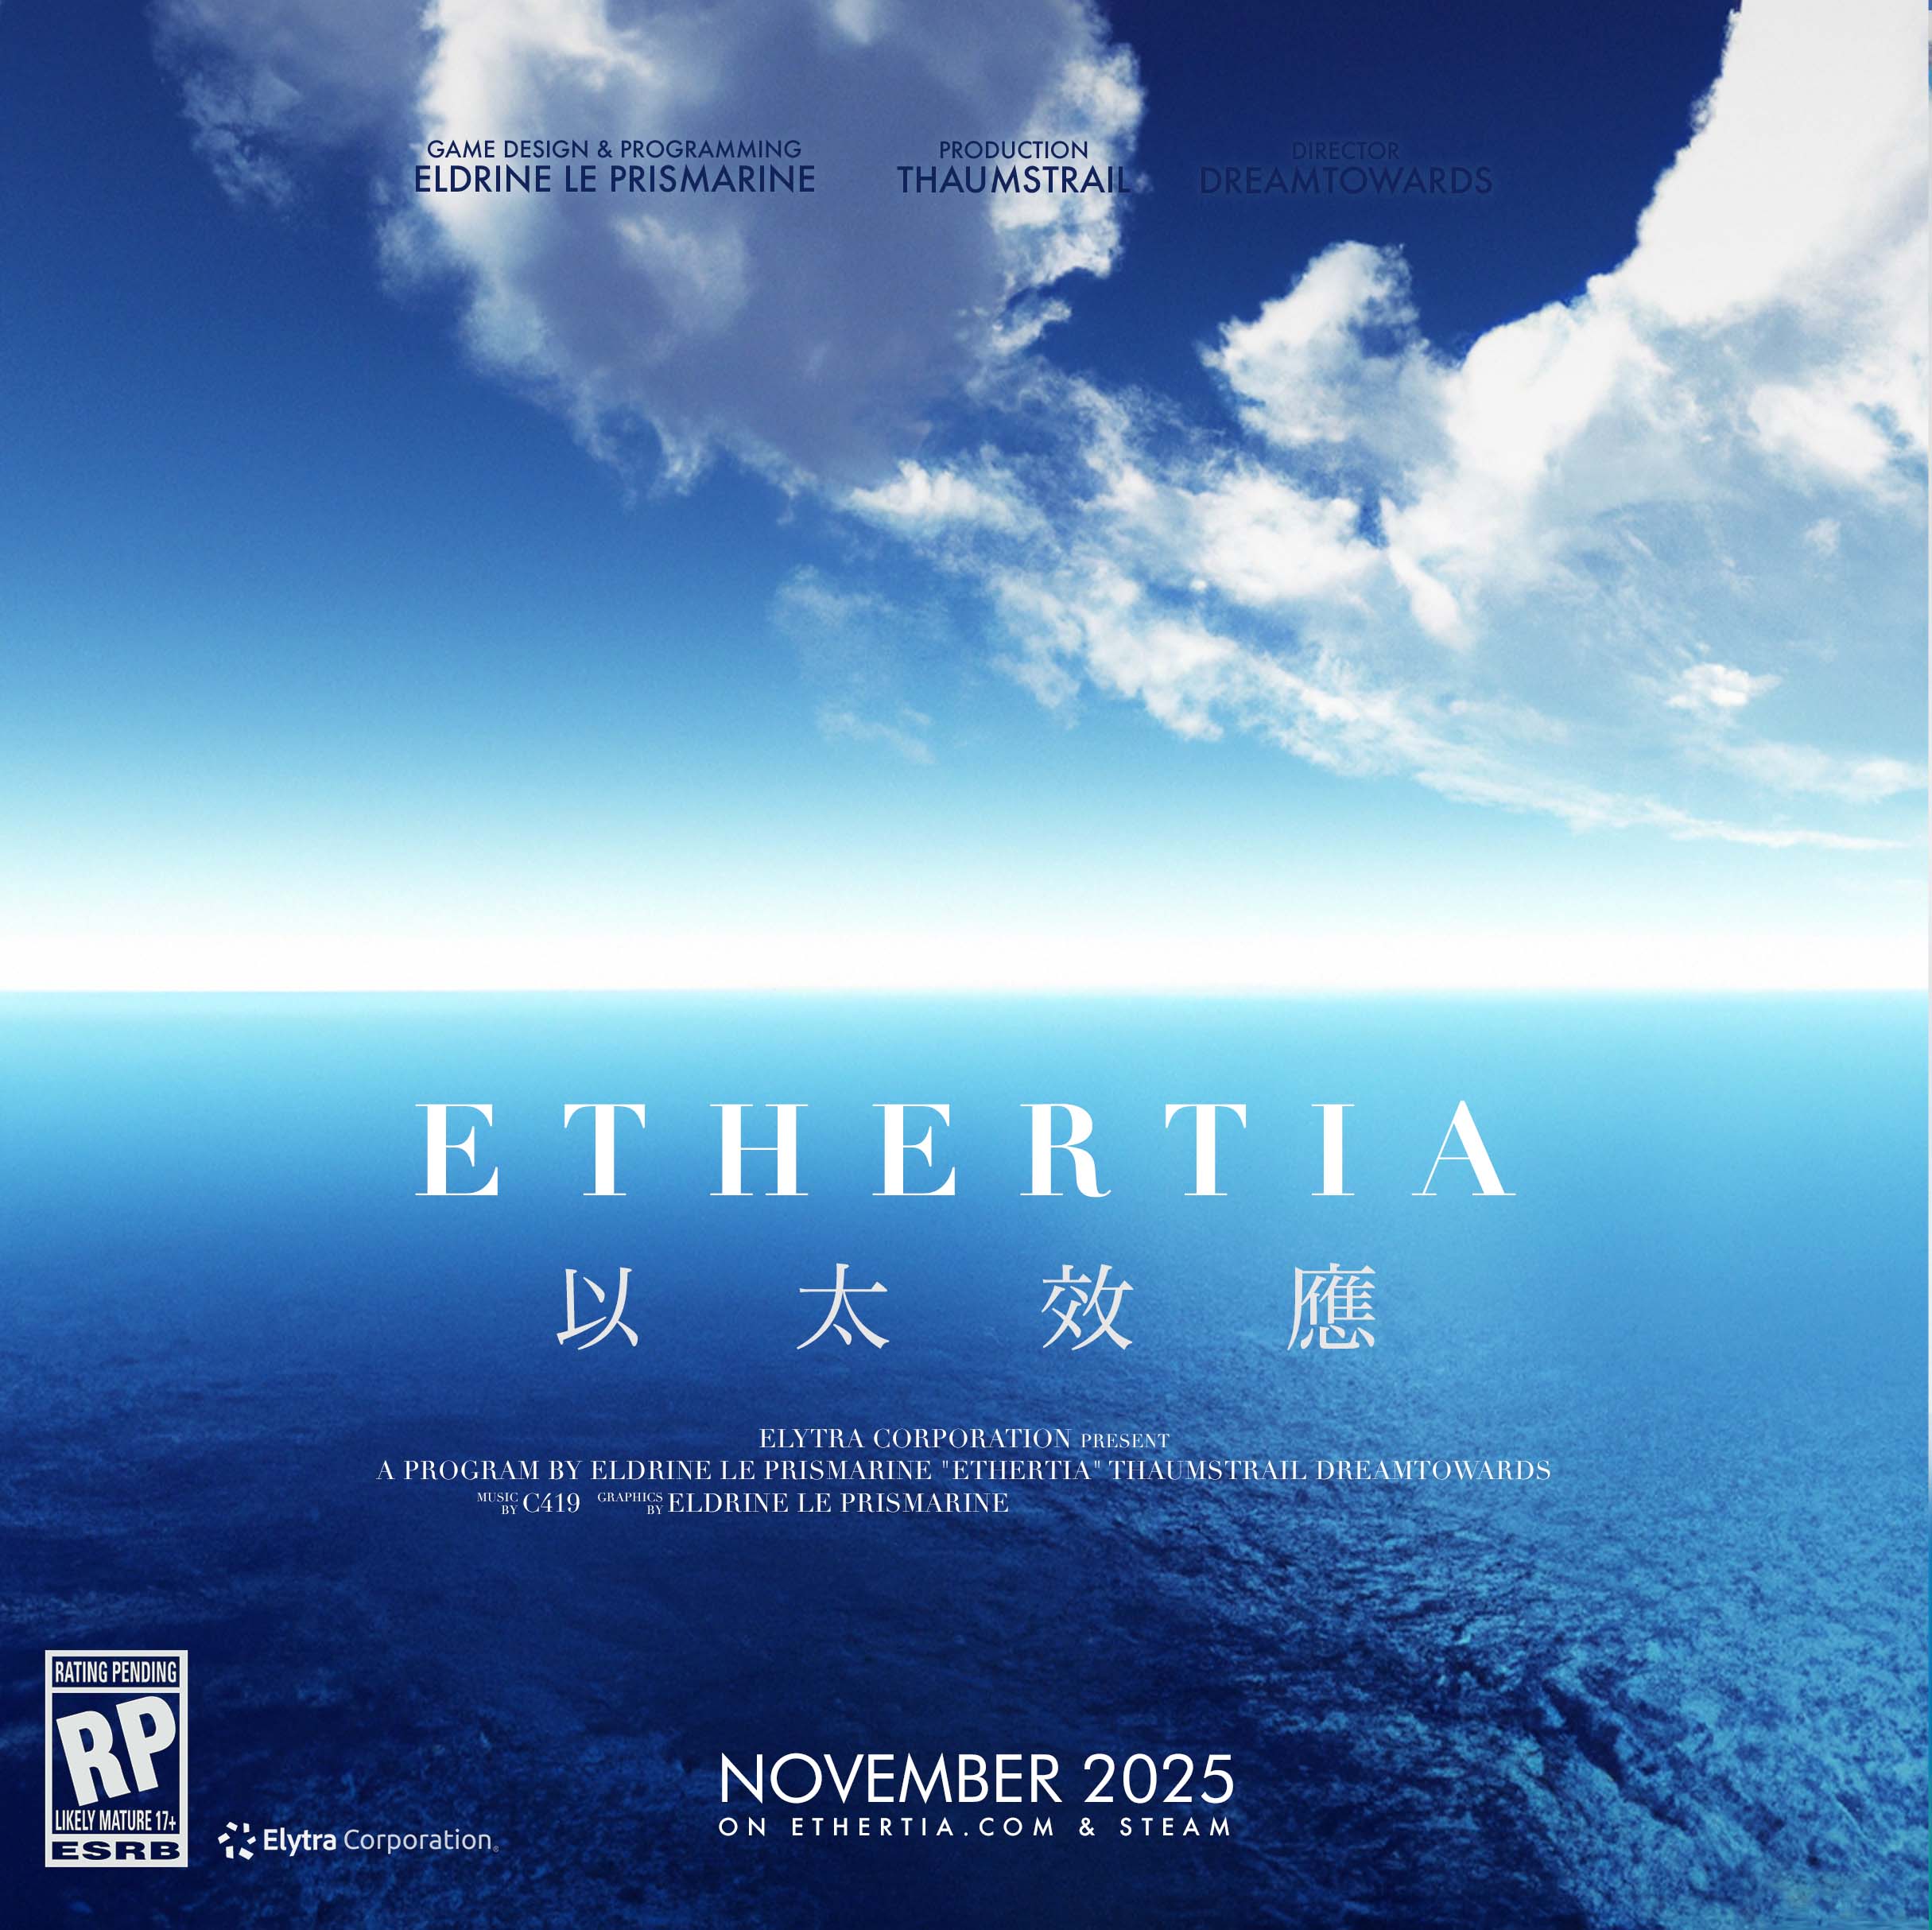 GAME DESIGN & PROGRAMMING PRODUCTION DIRECTOR
ELDRINE LE PRISMARINE THAUMSTRAIL DREAMTOWARDS
ETHERTIA
以太效應
ELYTRA CORPORATION PRESENT
A PROGRAM BY ELDRINE LE PRISMARINE "ETHERTIA" THAUMSTRAIL DREAMTOWARDS
MUSIC BY C419 GRAPHICS BY ELDRINE LE PRISMARINE
RATING PENDING
RP
LIKELY MATURE 17+
ESRB
Elytra Corporation®
NOVEMBER 2025
ON ETHERTIA.COM & STEAM